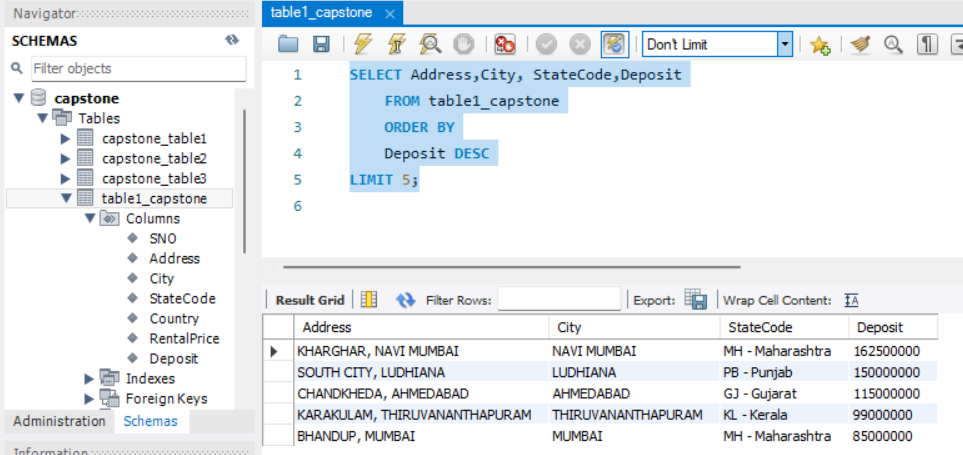 Navigator
SCHEMAS
Filter objects
capstone
Tables
capstone_table1
capstone_table2
capstone_table3
table1_capstone
Columns
SNO
Address
City
StateCode
Country
RentalPrice
Deposit
Indexes
Foreign Keys
Administration Schemas
Information
table1_capstone
Don't Limit
1 SELECT Address,City, StateCode,Deposit
2 FROM table1_capstone
3 ORDER BY
4 Deposit DESC
5 LIMIT 5;
6
Result Grid Filter Rows: Export: Wrap Cell Content:
Address City StateCode Deposit
KHARGHAR, NAVI MUMBAI NAVI MUMBAI MH - Maharashtra 162500000
SOUTH CITY, LUDHIANA LUDHIANA PB - Punjab 150000000
CHANDKHEDA, AHMEDABAD AHMEDABAD GJ - Gujarat 115000000
KARAKULAM, THIRUVANANTHAPURAM THIRUVANANTHAPURAM KL - Kerala 99000000
BHANDUP, MUMBAI MUMBAI MH - Maharashtra 85000000